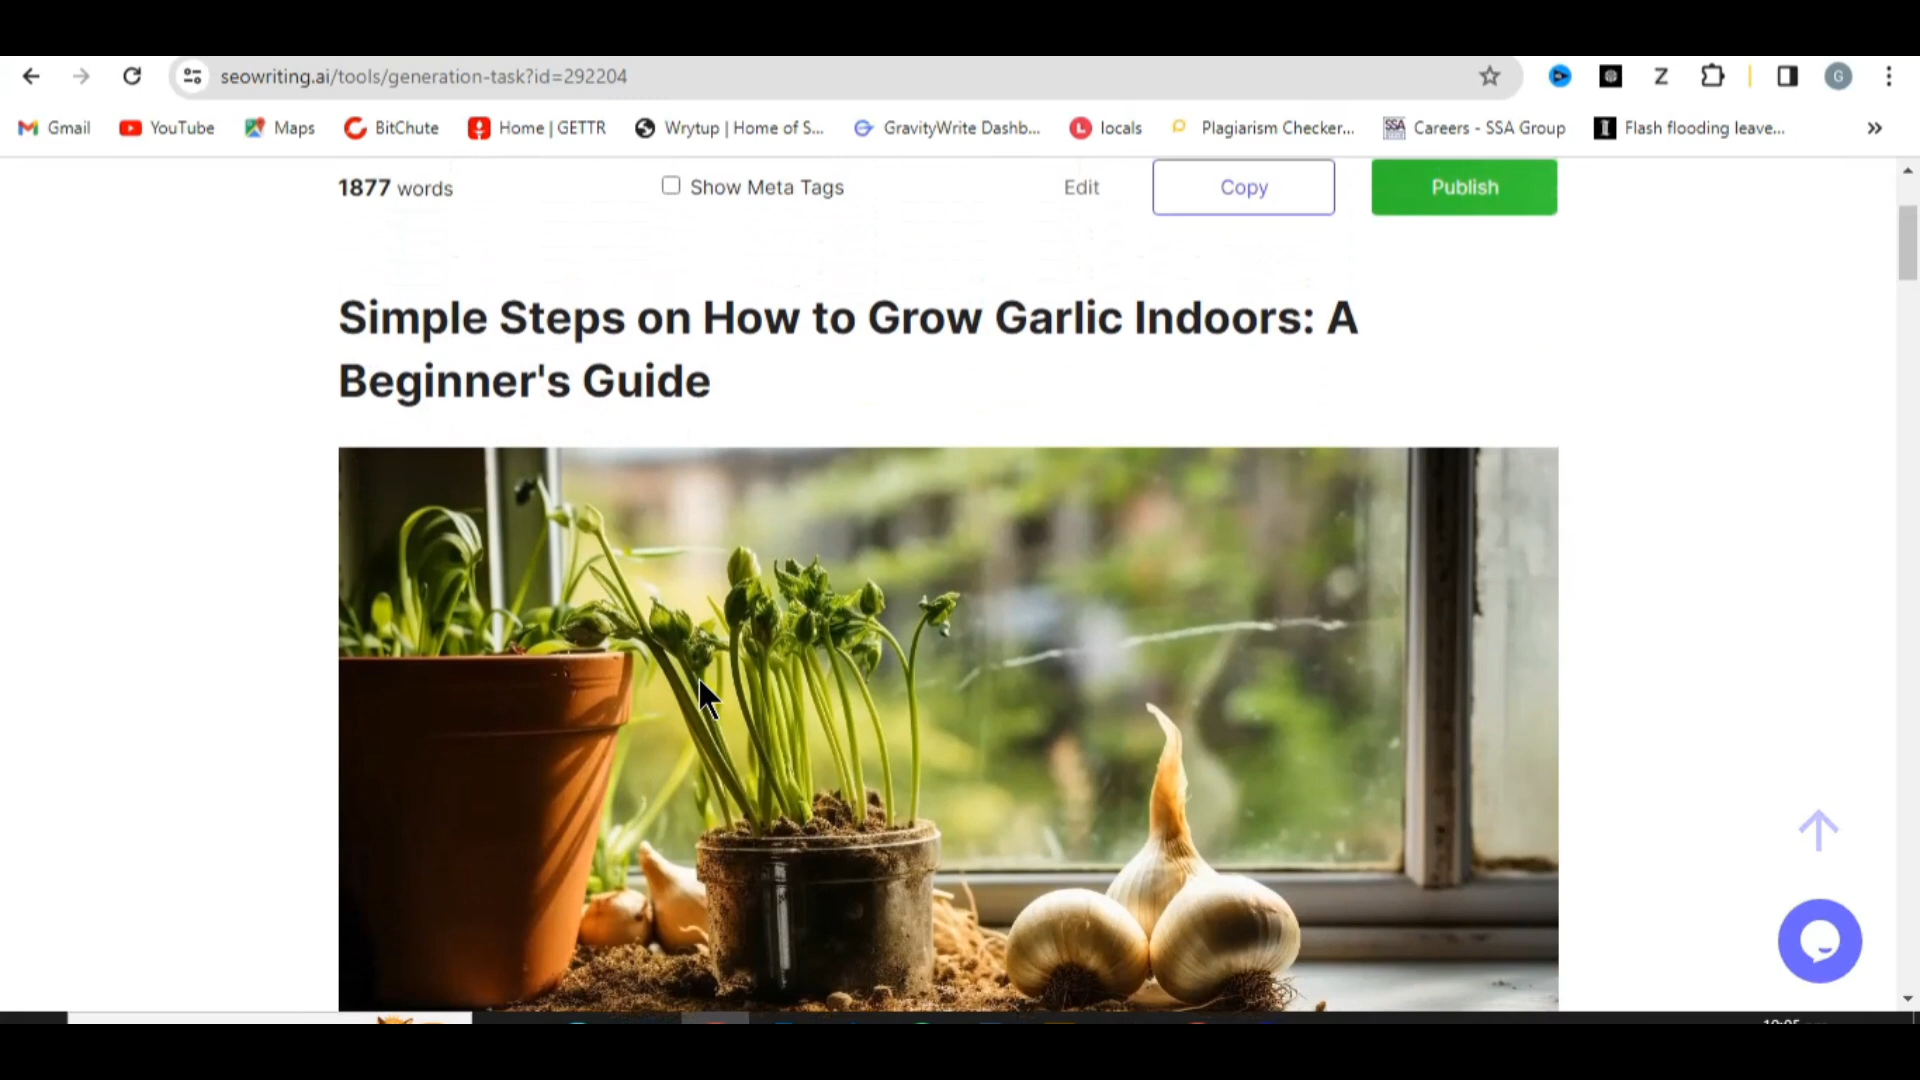 seowriting.ai/tools/generation-task?id=292204
Z
G
Gmail YouTube Maps BitChute Home | GETTR Wrytup | Home of S... GravityWrite Dashb... L locals Plagiarism Checker... SSA Careers - SSA Group Flash flooding leave...
1877 words Show Meta Tags Edit Copy Publish
Simple Steps on How to Grow Garlic Indoors: A
Beginner's Guide